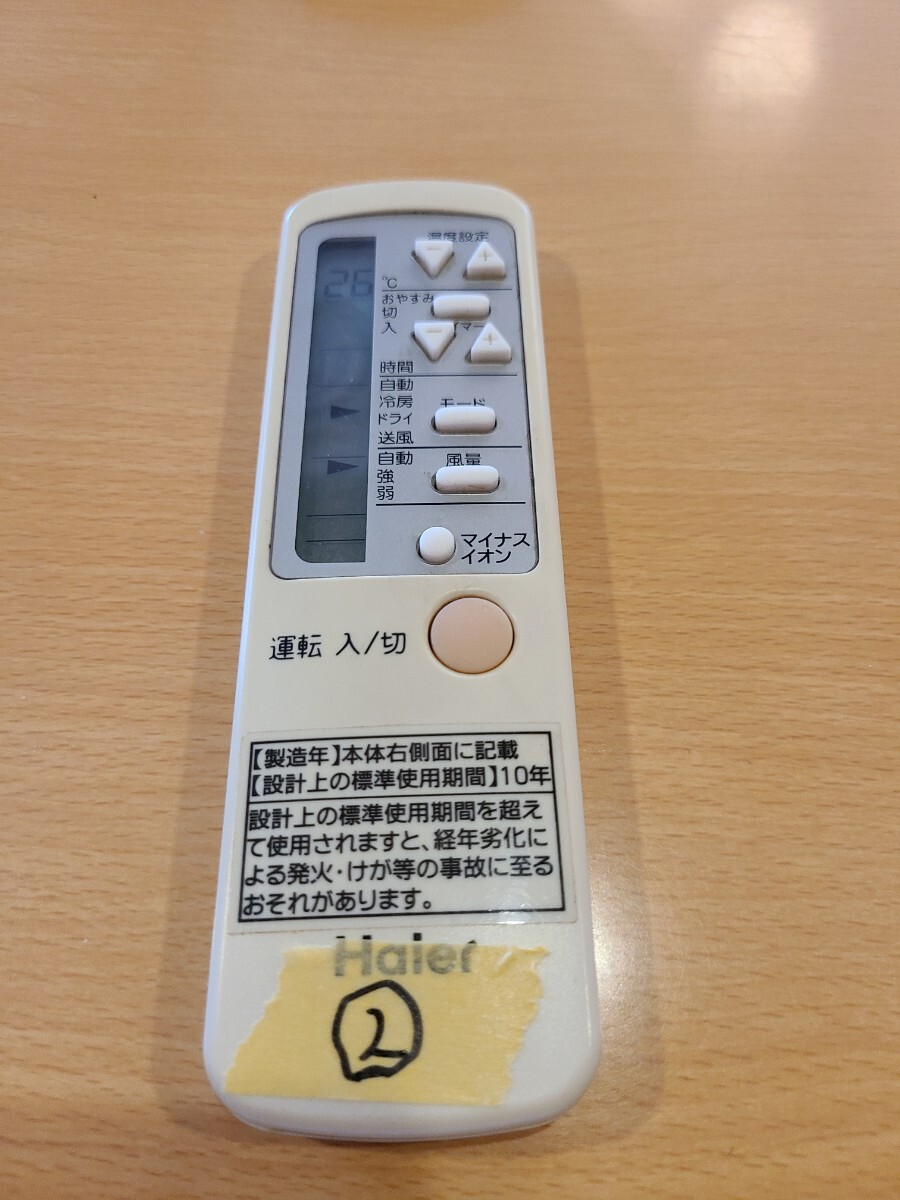 温度設定
26
℃
おやすみ
切
入
イマー
時間
自動
冷房
モード
ドライ
送風
自動
風量
強
弱
マイナス
イオン
運転 入/切
【製造年】本体右側面に記載
【設計上の標準使用期間】10年
設計上の標準使用期間を超え
て使用されますと、経年劣化に
よる発火・けが等の事故に至る
おそれがあります。
Haier
2